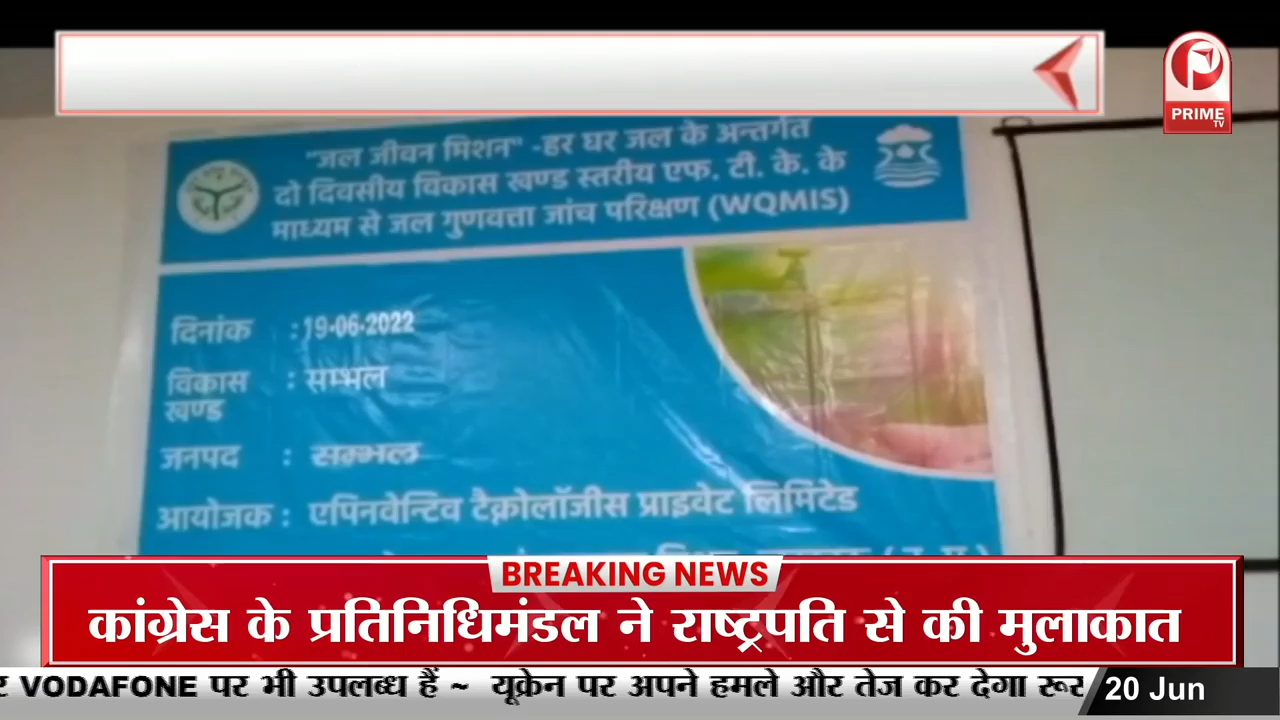 PRIME
TV
"जल जीवन मिशन" -हर घर जल के अन्तर्गत
दो दिवसीय विकास खण्ड स्तरीय एफ. टी. के. के
माध्यम से जल गुणवत्ता जांच परिक्षण (WQMIS)
दिनांक : 19-06-2022
विकास : सम्भल
खण्ड
जनपद : सम्भल
आयोजक : एपिनवेन्टिव टैक्नोलॉजीस प्राइवेट लिमिटेड
BREAKING NEWS
कांग्रेस के प्रतिनिधिमंडल ने राष्ट्रपति से की मुलाकात
VODAFONE पर भी उपलब्ध हैं ~ यूक्रेन पर अपने हमले और तेज कर देगा रूर
20 Jun